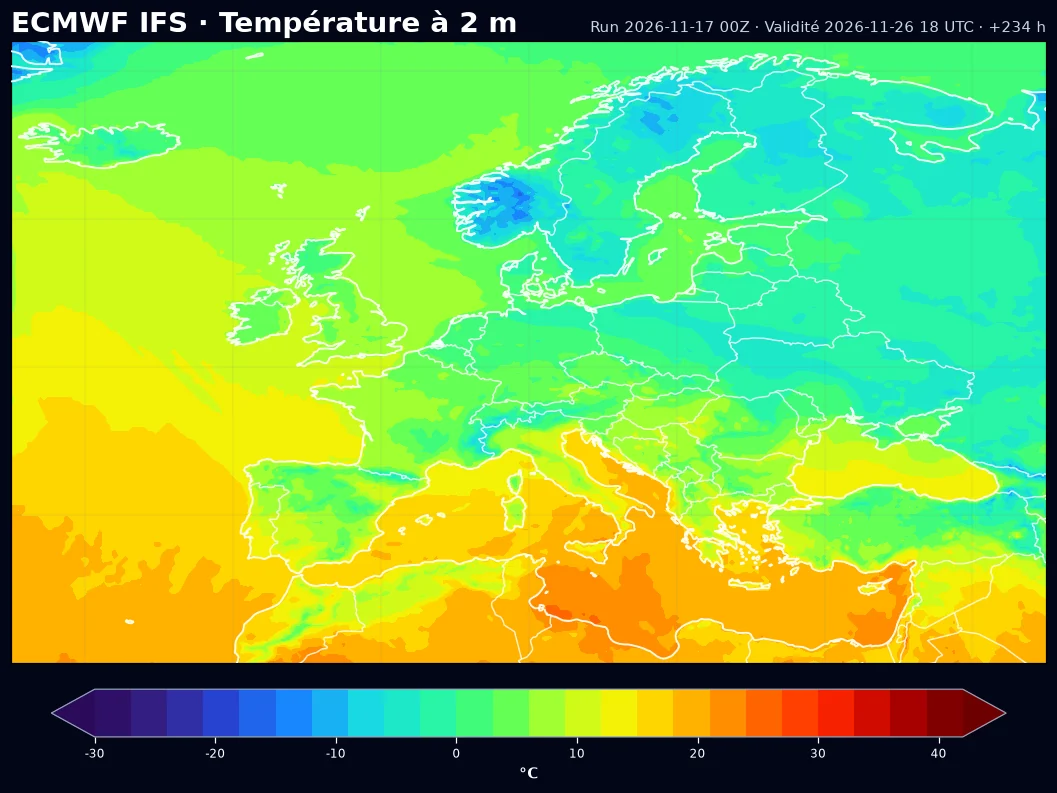 ECMWF IFS · Température à 2 m
Run 2026-11-17 00Z · Validité 2026-11-26 18 UTC · +234 h
-30 -20 -10 0 10 20 30 40
°C